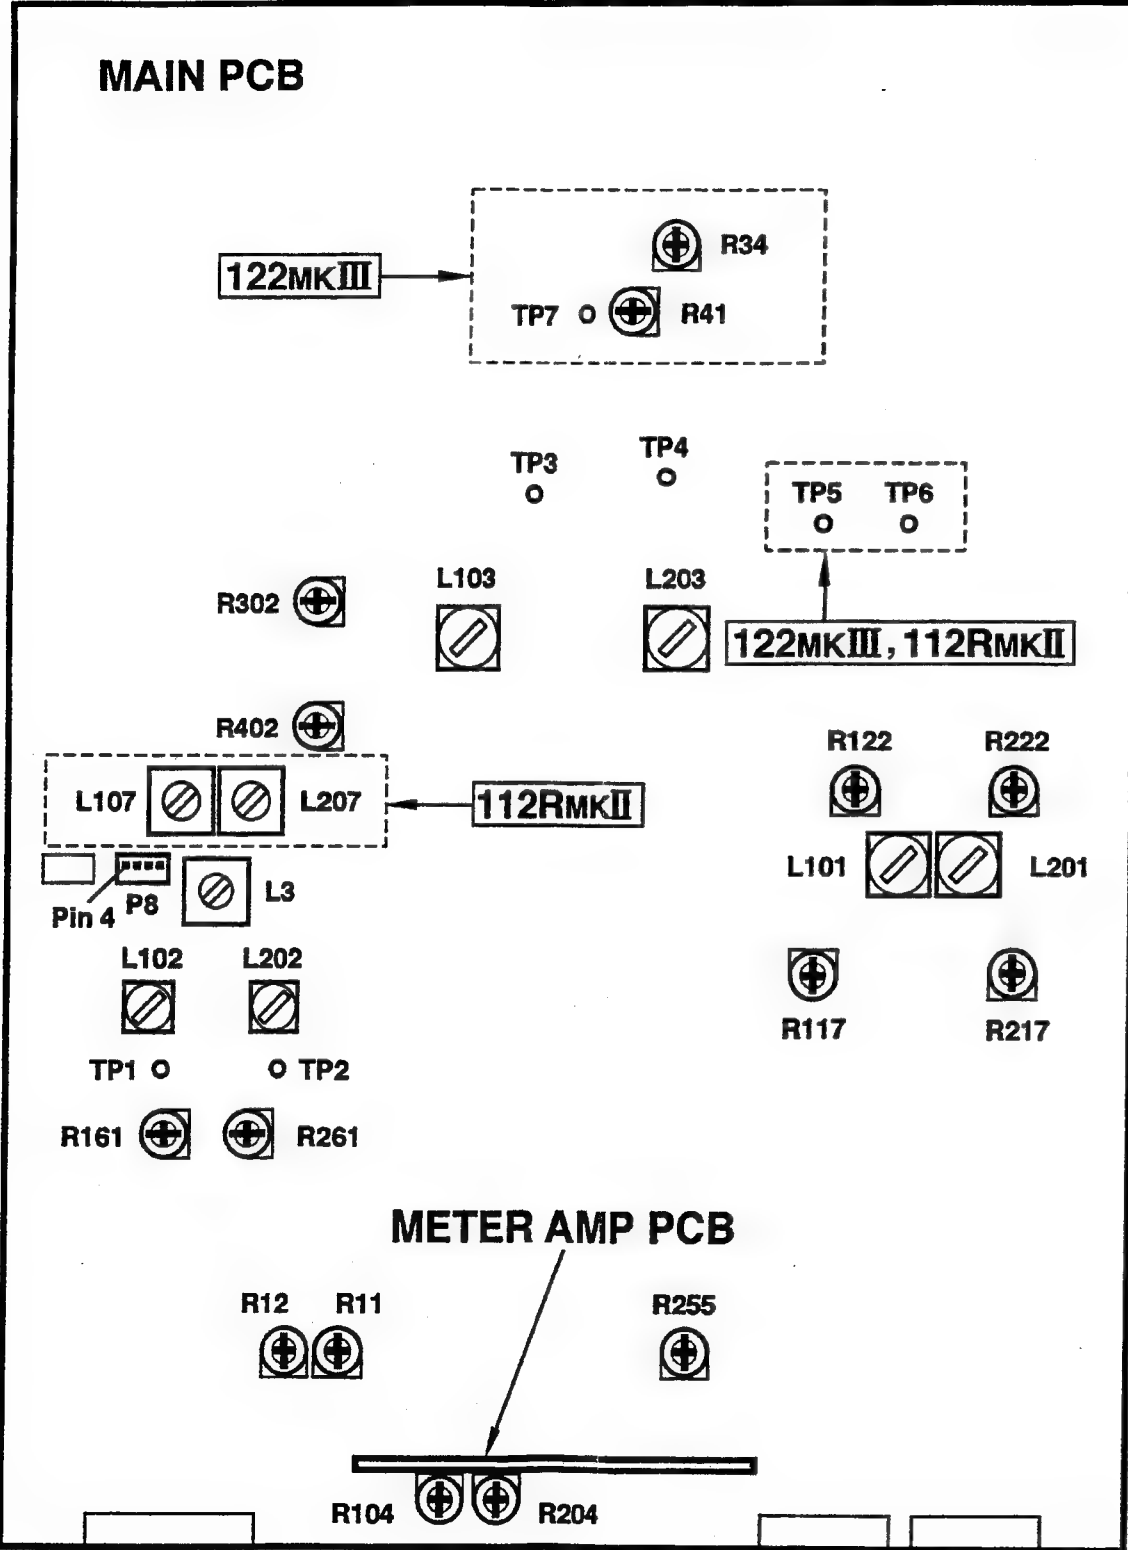 MAIN PCB
R34
122MKIII
TP7
R41
TP4
TP3
TP5 TP6
L103
L203
R302
122MKIII, 112RMKII
R402
R122
R222
L107
L207
112RMKII
L101
L201
Pin 4
P8
L3
L102
L202
R117
R217
TP1
TP2
R161
R261
METER AMP PCB
R12
R11
R255
R104
R204